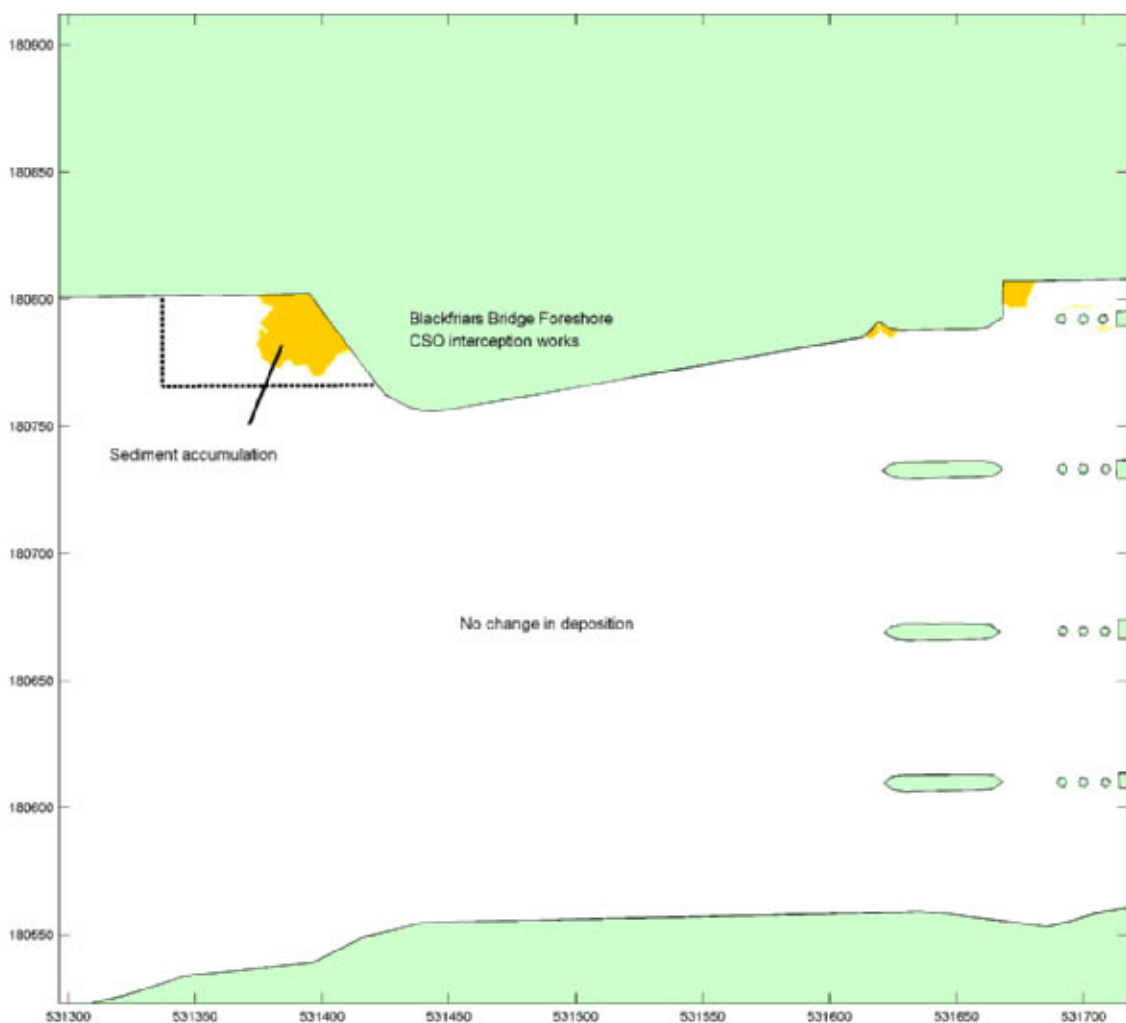 180900
180850
180800
Blackfriars Bridge Foreshore
CSO interception works
180750
Sediment accumulation
180700
No change in deposition
180650
180600
180550
531300 531350 531400 531450 531500 531550 531600 531650 531700